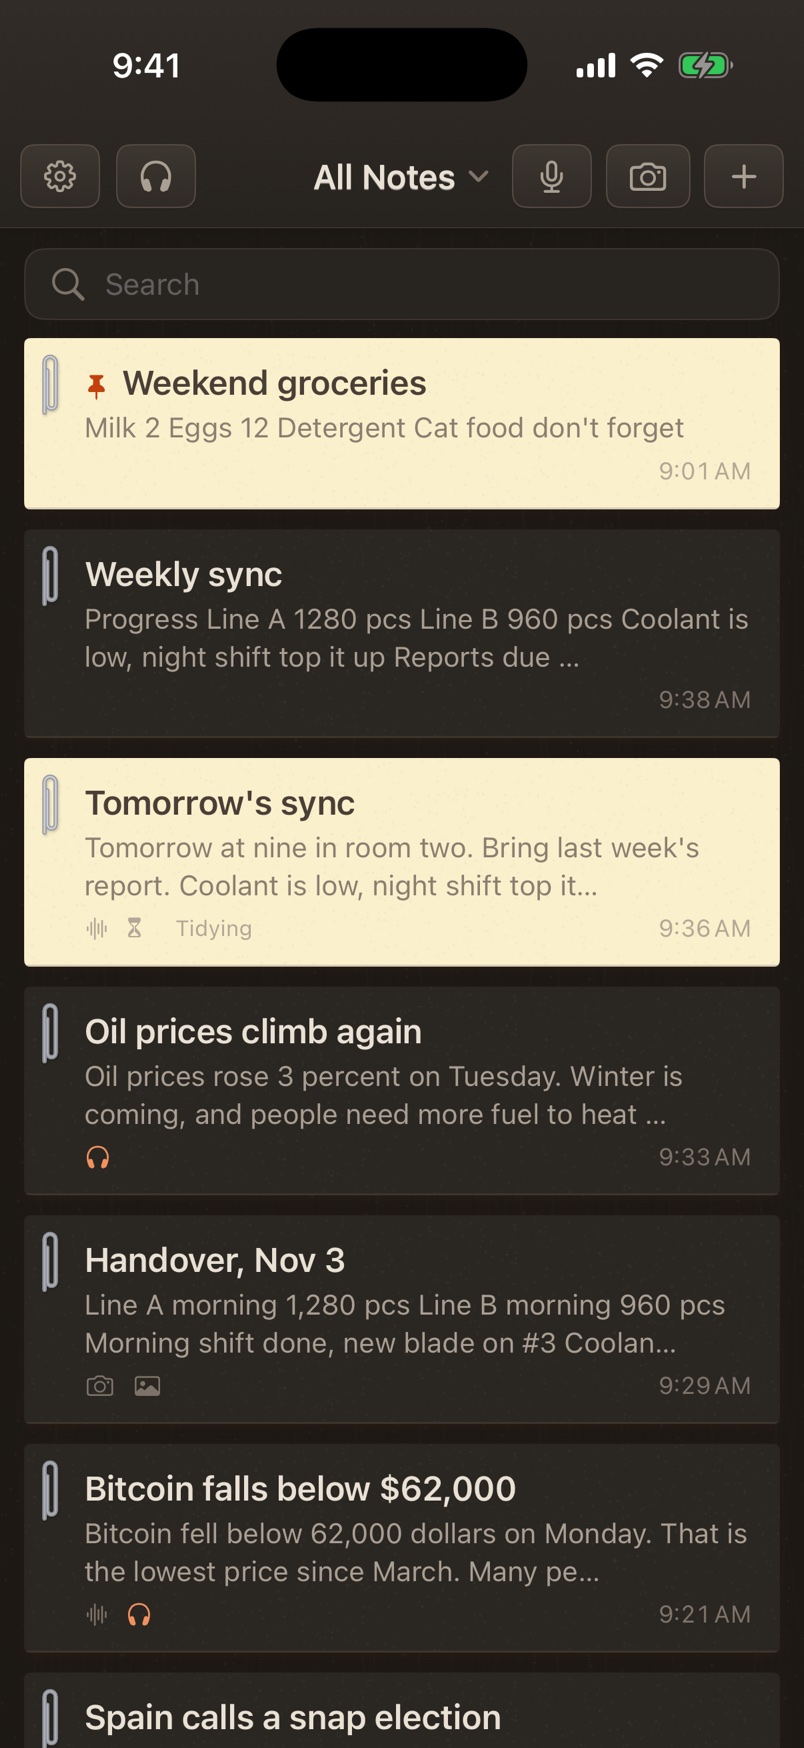 9:41
All Notes
Search
Weekend groceries
Milk 2 Eggs 12 Detergent Cat food don't forget
9:01 AM
Weekly sync
Progress Line A 1280 pcs Line B 960 pcs Coolant is
low, night shift top it up Reports due ...
9:38 AM
Tomorrow's sync
Tomorrow at nine in room two. Bring last week's
report. Coolant is low, night shift top it...
Tidying 9:36 AM
Oil prices climb again
Oil prices rose 3 percent on Tuesday. Winter is
coming, and people need more fuel to heat ...
9:33 AM
Handover, Nov 3
Line A morning 1,280 pcs Line B morning 960 pcs
Morning shift done, new blade on #3 Coolan...
9:29 AM
Bitcoin falls below $62,000
Bitcoin fell below 62,000 dollars on Monday. That is
the lowest price since March. Many pe...
9:21 AM
Spain calls a snap election